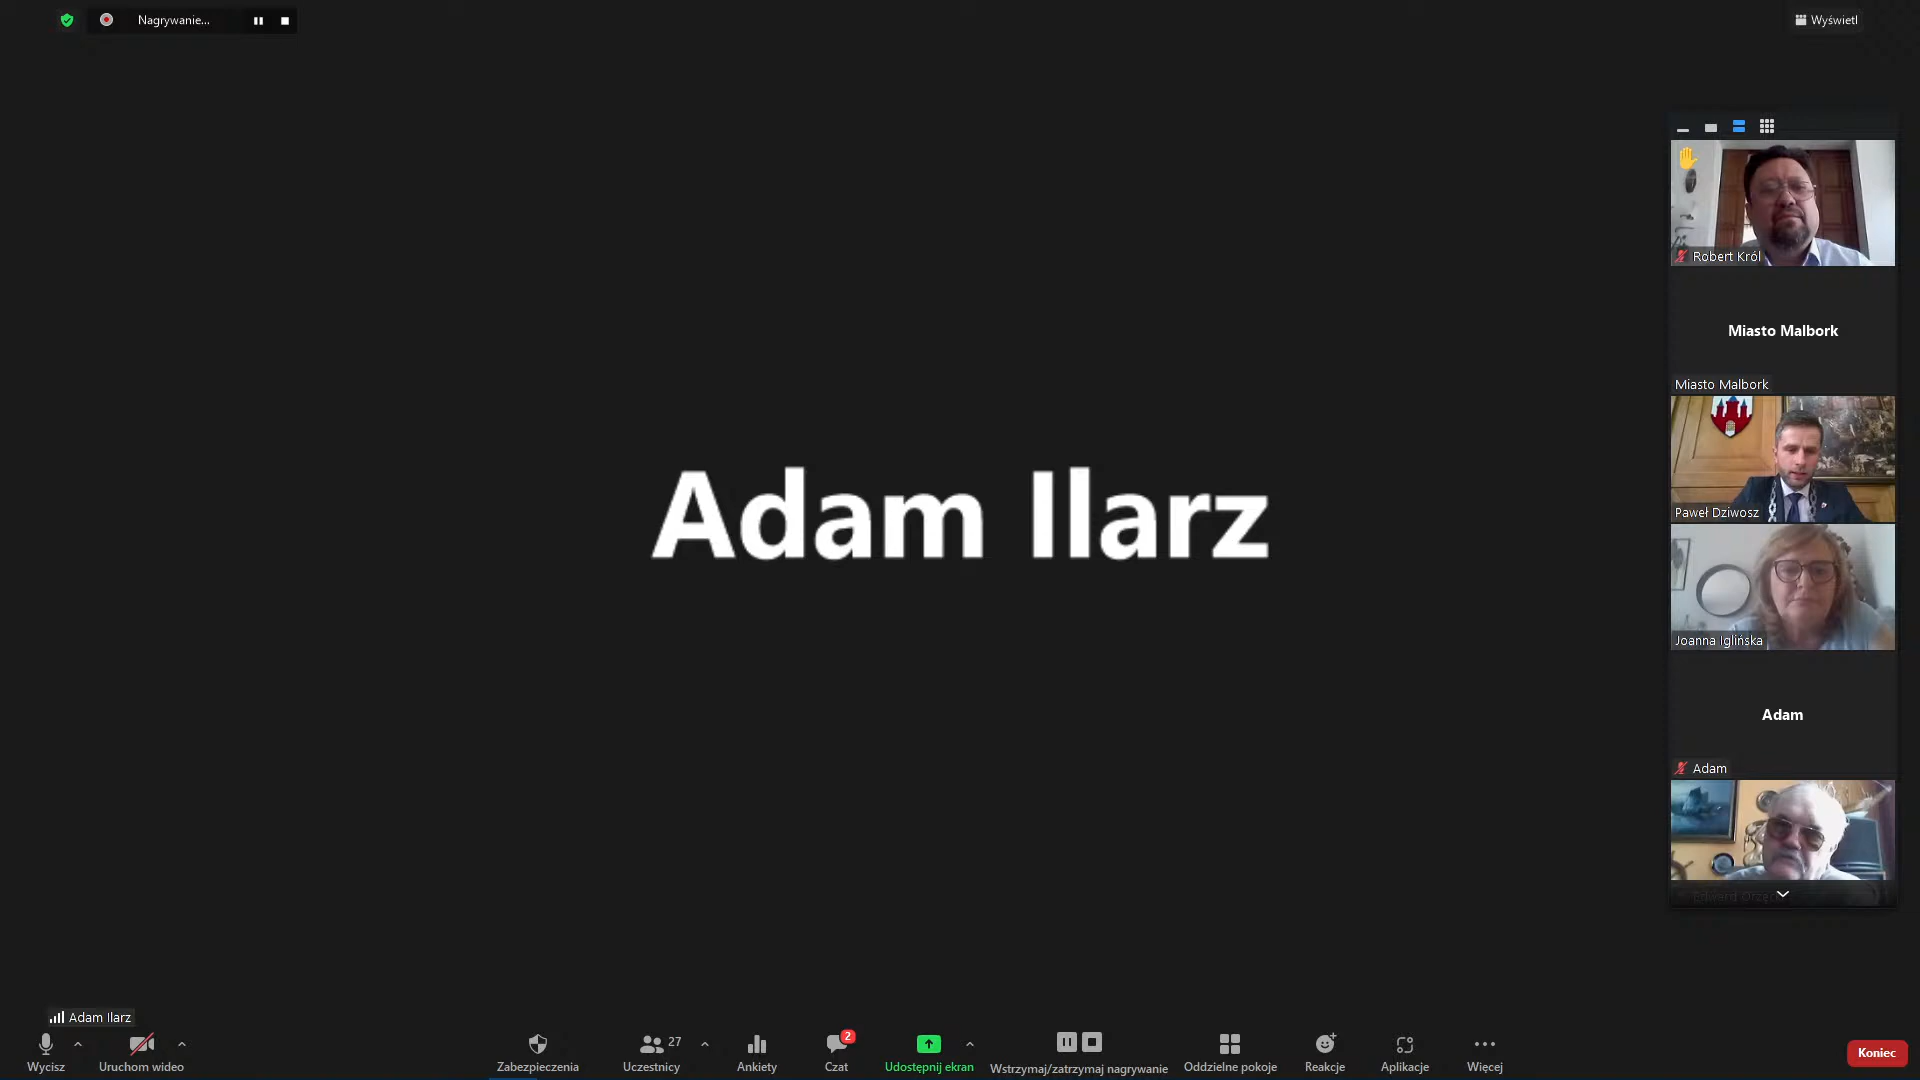 Nagrywanie...
Wyświetl
Robert Król
Miasto Malbork
Miasto Malbork
Paweł Dziwosz
Joanna Iglińska
Adam
Adam
Adam Ilarz
Adam Ilarz
Wycisz
Uruchom wideo
Zabezpieczenia
27
Uczestnicy
Ankiety
2
Czat
Udostępnij ekran
Wstrzymaj/zatrzymaj nagrywanie
Oddzielne pokoje
Reakcje
Aplikacje
Więcej
Koniec